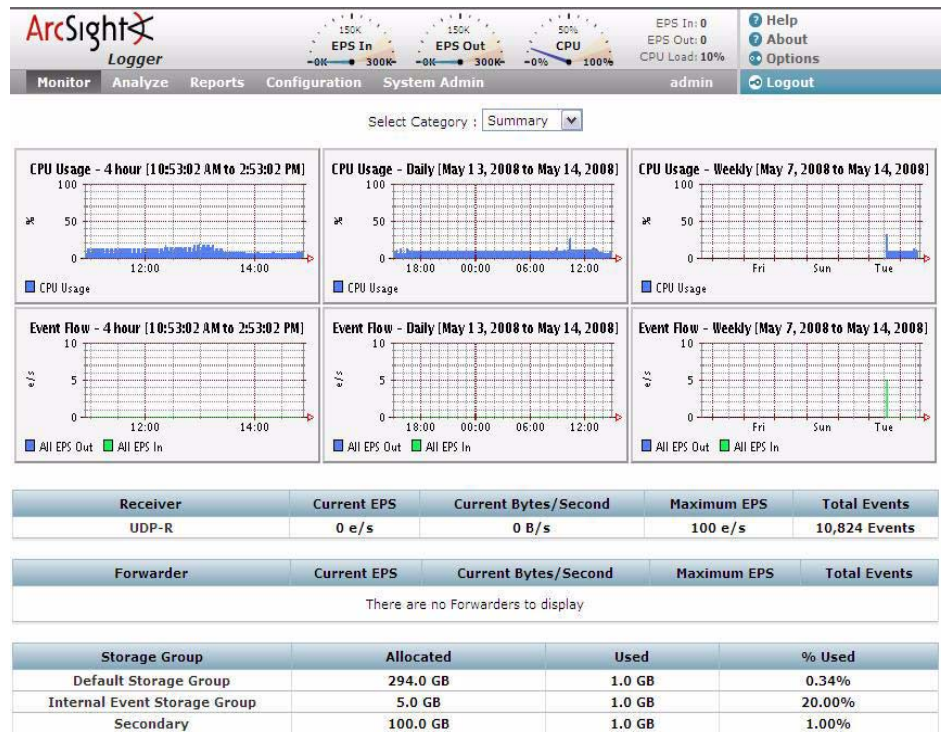 ArcSight
Logger
150K
EPS In
0K 300K
150K
EPS Out
0K 300K
50%
CPU
0% 100%
EPS In: 0
EPS Out: 0
CPU Load: 10%
Help
About
Options
Monitor Analyze Reports Configuration System Admin admin Logout
Select Category : Summary
CPU Usage - 4 hour [10:53:02 AM to 2:53:02 PM]
100
%
50
0
12:00 14:00
CPU Usage
CPU Usage - Daily [May 13, 2008 to May 14, 2008]
100
%
50
0
18:00 00:00 06:00 12:00
CPU Usage
CPU Usage - Weekly [May 7, 2008 to May 14, 2008]
100
%
50
0
Fri Sun Tue
CPU Usage
Event Flow - 4 hour [10:53:02 AM to 2:53:02 PM]
10
e/s
5
0
12:00 14:00
All EPS Out All EPS In
Event Flow - Daily [May 13, 2008 to May 14, 2008]
10
e/s
5
0
18:00 00:00 06:00 12:00
All EPS Out All EPS In
Event Flow - Weekly [May 7, 2008 to May 14, 2008]
10
e/s
5
0
Fri Sun Tue
All EPS Out All EPS In
Receiver Current EPS Current Bytes/Second Maximum EPS Total Events
UDP-R 0 e/s 0 B/s 100 e/s 10,824 Events
Forwarder Current EPS Current Bytes/Second Maximum EPS Total Events
There are no Forwarders to display
Storage Group Allocated Used % Used
Default Storage Group 294.0 GB 1.0 GB 0.34%
Internal Event Storage Group 5.0 GB 1.0 GB 20.00%
Secondary 100.0 GB 1.0 GB 1.00%